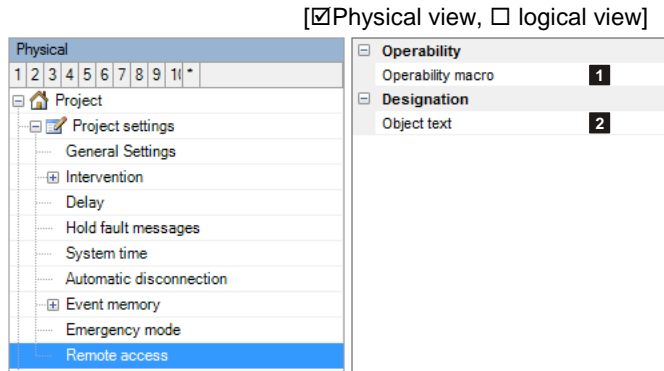 [☑Physical view, ☐ logical view]
Physical
1 2 3 4 5 6 7 8 9 1( *
Project
Project settings
General Settings
Intervention
Delay
Hold fault messages
System time
Automatic disconnection
Event memory
Emergency mode
Remote access
Operability
Operability macro 1
Designation
Object text 2